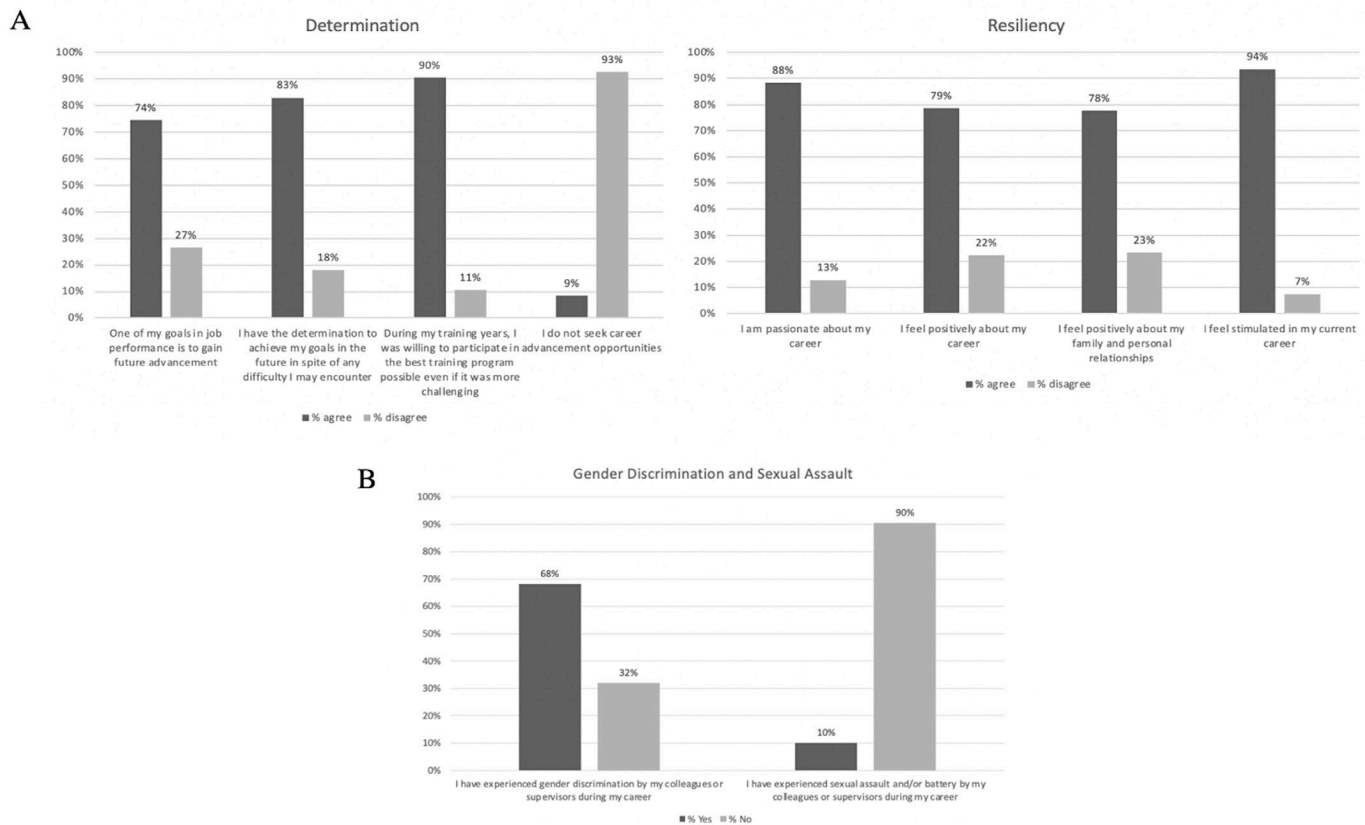 A
Determination
100%
90%
80%
70%
60%
50%
40%
30%
20%
10%
0%
74%
27%
83%
18%
90%
11%
9%
93%
One of my goals in job
performance is to gain
future advancement
I have the determination to
achieve my goals in the
future in spite of any
difficulty I may encounter
During my training years, I
was willing to participate in
the best training program
possible even if it was more
challenging
I do not seek career
advancement opportunities
% agree % disagree
Resiliency
100%
90%
80%
70%
60%
50%
40%
30%
20%
10%
0%
88%
13%
79%
22%
78%
23%
94%
7%
I am passionate about my
career
I feel positively about my
career
I feel positively about my
family and personal
relationships
I feel stimulated in my current
career
% agree % disagree
B
Gender Discrimination and Sexual Assault
100%
90%
80%
70%
60%
50%
40%
30%
20%
10%
0%
68%
32%
10%
90%
I have experienced gender discrimination by my colleagues or
supervisors during my career
I have experienced sexual assault and/or battery by my
colleagues or supervisors during my career
% Yes % No